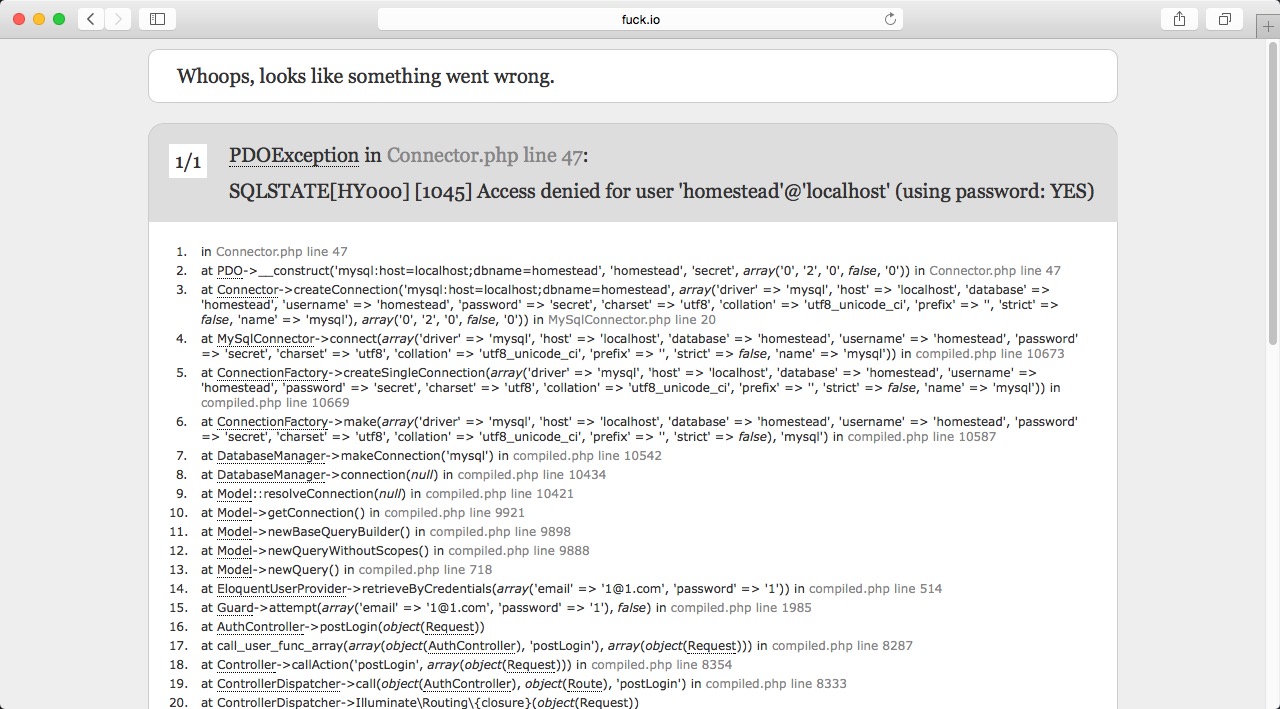 fuck.io
Whoops, looks like something went wrong.
1/1
PDOException in Connector.php line 47:
SQLSTATE[HY000] [1045] Access denied for user 'homestead'@'localhost' (using password: YES)
1. in Connector.php line 47
2. at PDO->__construct('mysql:host=localhost;dbname=homestead', 'homestead', 'secret', array('0', '2', '0', false, '0')) in Connector.php line 47
3. at Connector->createConnection('mysql:host=localhost;dbname=homestead', array('driver' => 'mysql', 'host' => 'localhost', 'database' =>
'homestead', 'username' => 'homestead', 'password' => 'secret', 'charset' => 'utf8', 'collation' => 'utf8_unicode_ci', 'prefix' => '', 'strict' =>
false, 'name' => 'mysql'), array('0', '2', '0', false, '0')) in MySqlConnector.php line 20
4. at MySqlConnector->connect(array('driver' => 'mysql', 'host' => 'localhost', 'database' => 'homestead', 'username' => 'homestead', 'password'
=> 'secret', 'charset' => 'utf8', 'collation' => 'utf8_unicode_ci', 'prefix' => '', 'strict' => false, 'name' => 'mysql')) in compiled.php line 10673
5. at ConnectionFactory->createSingleConnection(array('driver' => 'mysql', 'host' => 'localhost', 'database' => 'homestead', 'username' =>
'homestead', 'password' => 'secret', 'charset' => 'utf8', 'collation' => 'utf8_unicode_ci', 'prefix' => '', 'strict' => false, 'name' => 'mysql')) in
compiled.php line 10669
6. at ConnectionFactory->make(array('driver' => 'mysql', 'host' => 'localhost', 'database' => 'homestead', 'username' => 'homestead', 'password'
=> 'secret', 'charset' => 'utf8', 'collation' => 'utf8_unicode_ci', 'prefix' => '', 'strict' => false), 'mysql') in compiled.php line 10587
7. at DatabaseManager->makeConnection('mysql') in compiled.php line 10542
8. at DatabaseManager->connection(null) in compiled.php line 10434
9. at Model::resolveConnection(null) in compiled.php line 10421
10. at Model->getConnection() in compiled.php line 9921
11. at Model->newBaseQueryBuilder() in compiled.php line 9898
12. at Model->newQueryWithoutScopes() in compiled.php line 9888
13. at Model->newQuery() in compiled.php line 718
14. at EloquentUserProvider->retrieveByCredentials(array('email' => '1@1.com', 'password' => '1')) in compiled.php line 514
15. at Guard->attempt(array('email' => '1@1.com', 'password' => '1'), false) in compiled.php line 1985
16. at AuthController->postLogin(object(Request))
17. at call_user_func_array(array(object(AuthController), 'postLogin'), array(object(Request))) in compiled.php line 8287
18. at Controller->callAction('postLogin', array(object(Request))) in compiled.php line 8354
19. at ControllerDispatcher->call(object(AuthController), object(Route), 'postLogin') in compiled.php line 8333
20. at ControllerDispatcher->Illuminate\Routing\{closure}(object(Request))